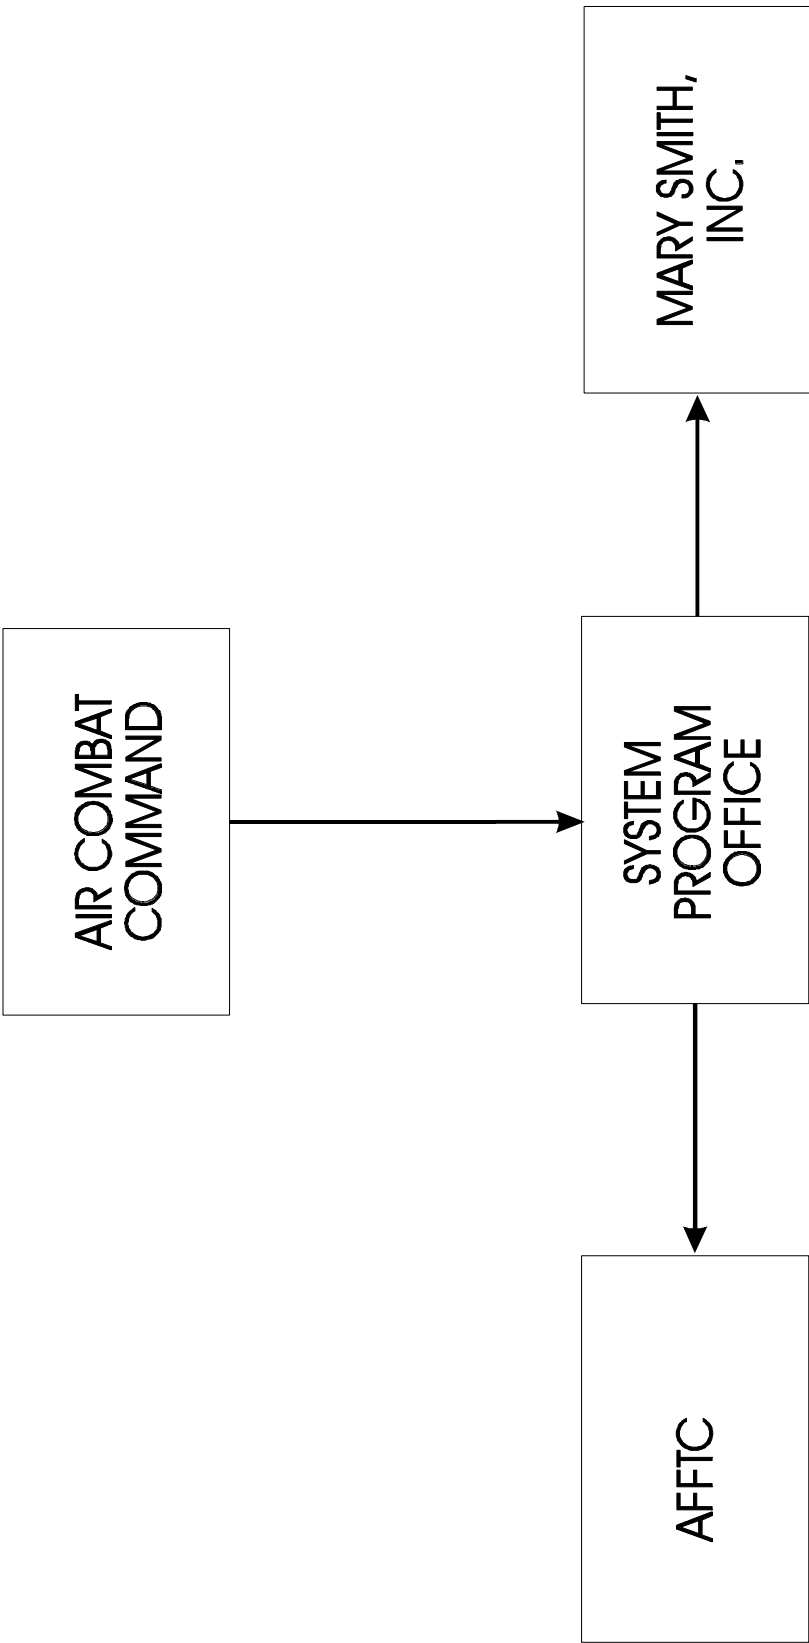 AIR COMBAT
COMMAND
AFFTC
SYSTEM
PROGRAM
OFFICE
MARY SMITH,
INC.